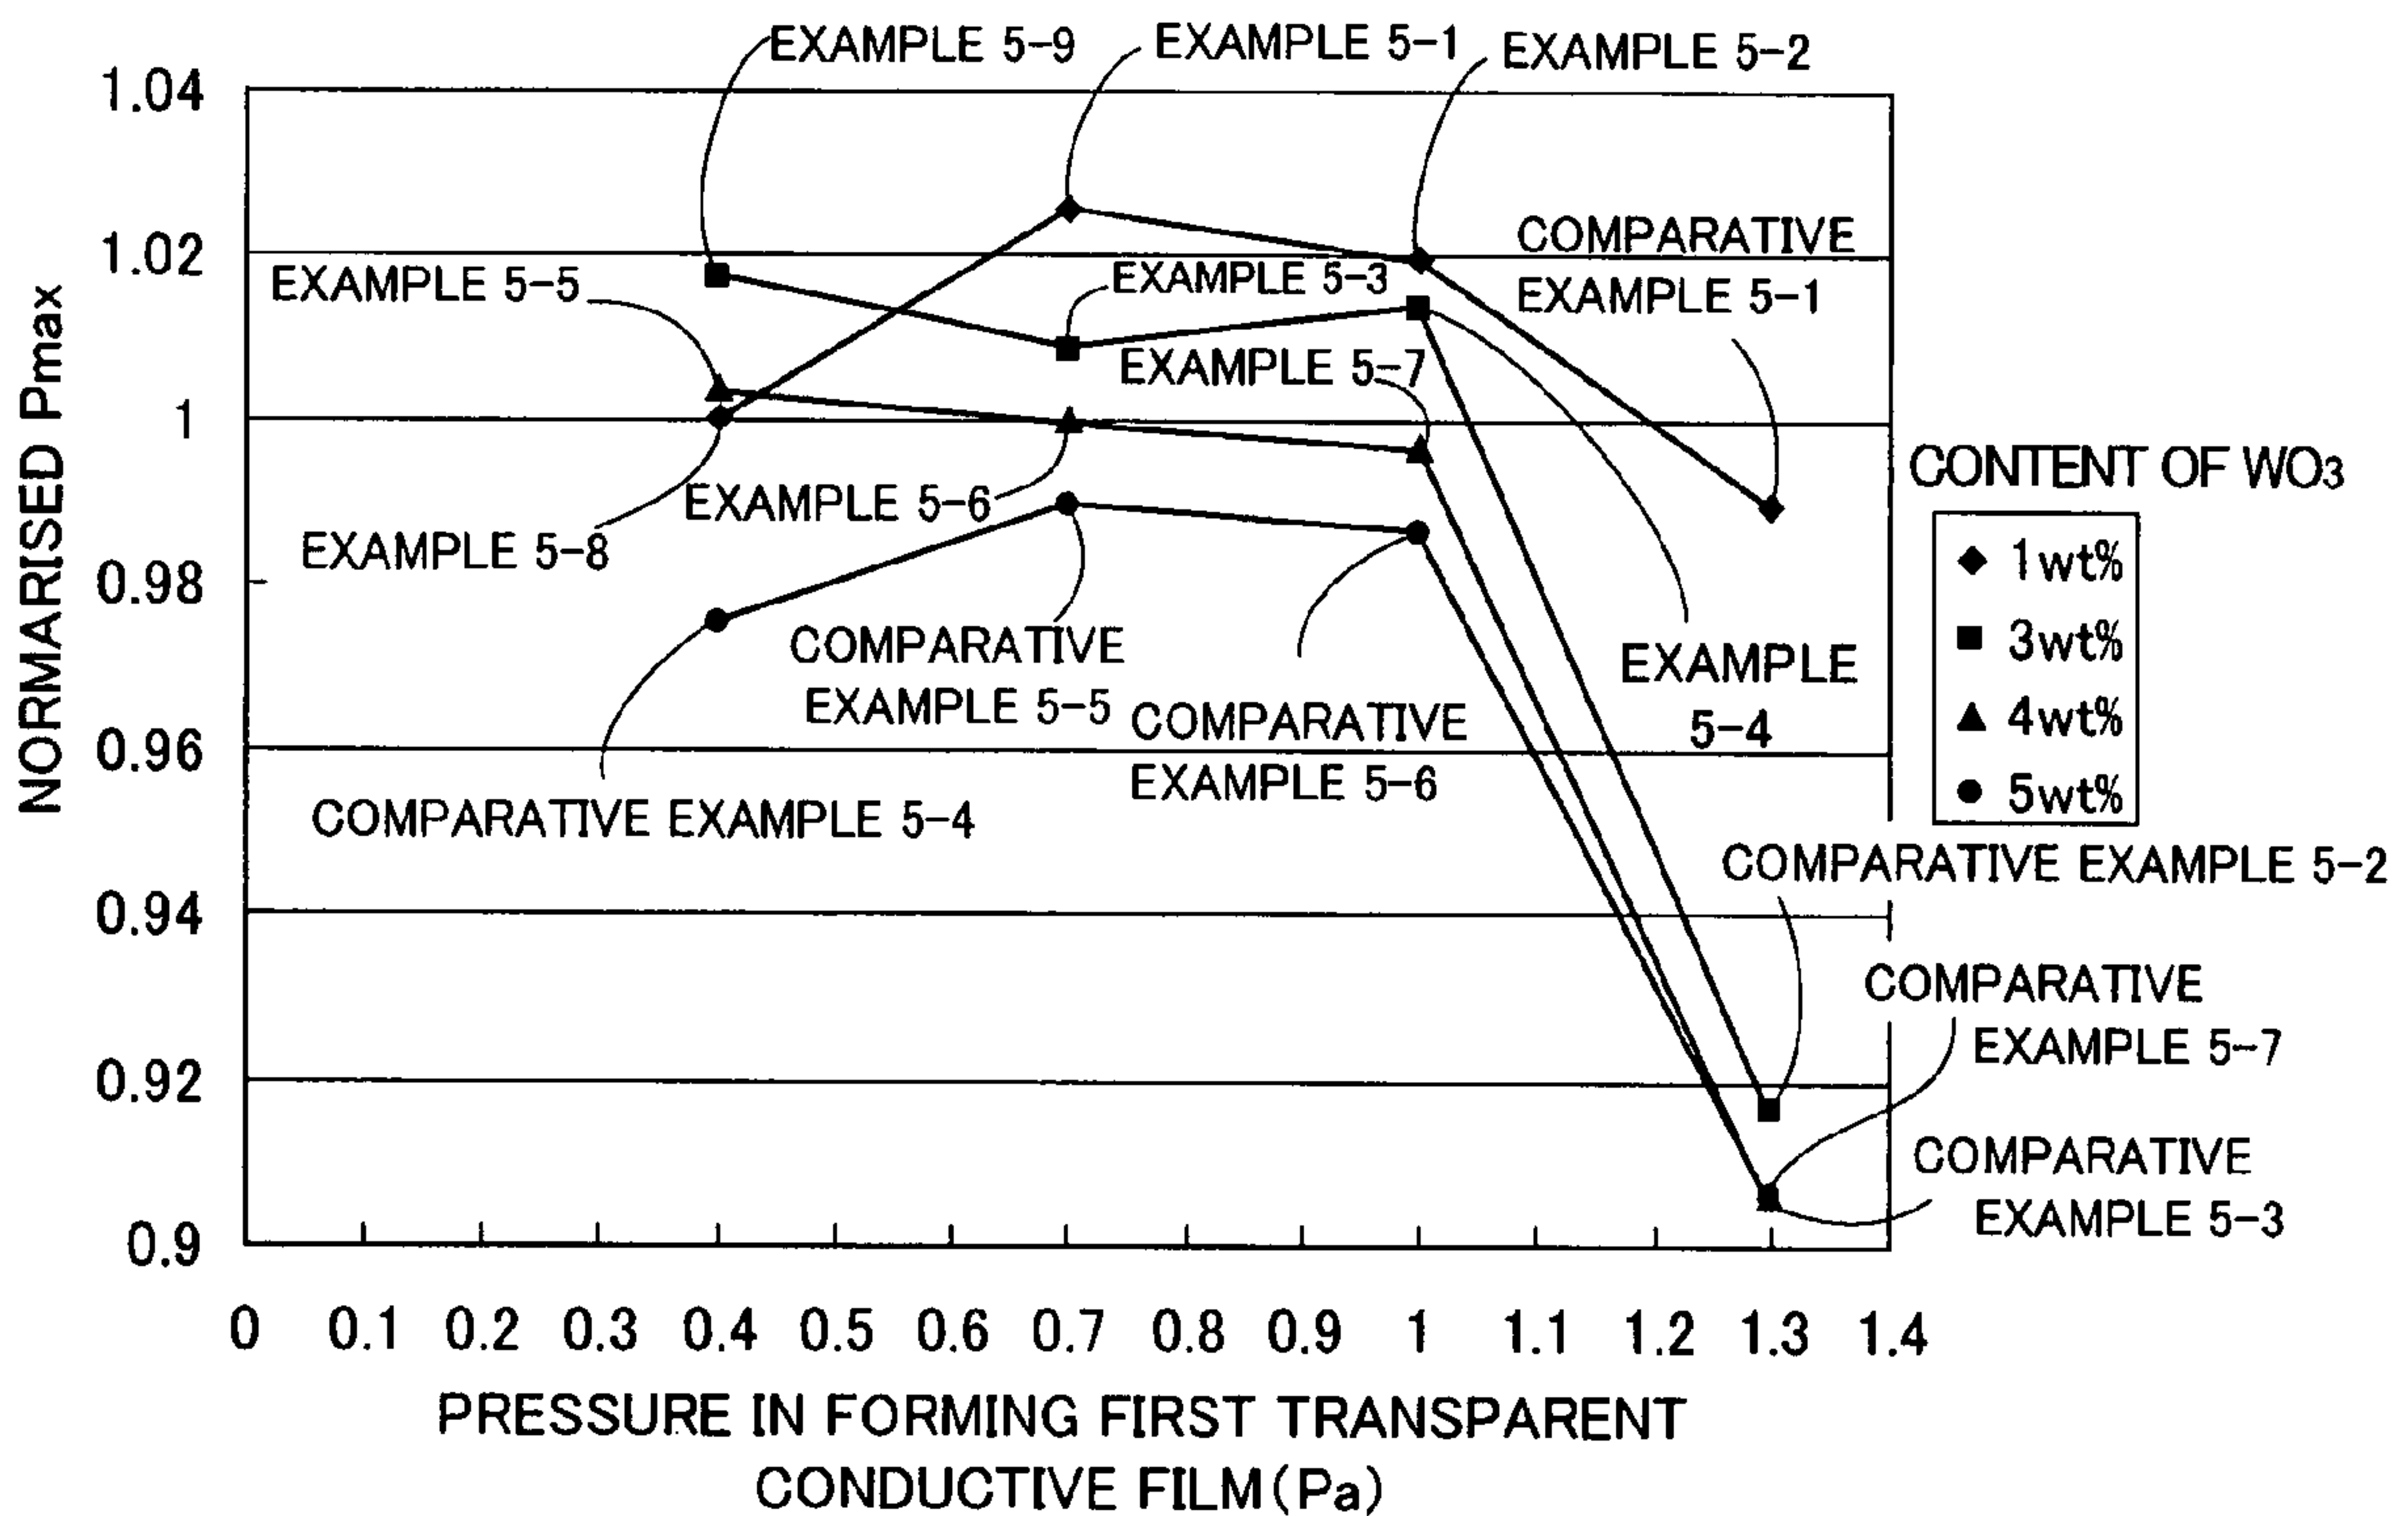 EXAMPLE 5-9
EXAMPLE 5-1
EXAMPLE 5-2
1.04
1.02
1
0.98
0.96
0.94
0.92
0.9
NORMARISED Pmax
COMPARATIVE
EXAMPLE 5-1
EXAMPLE 5-5
EXAMPLE 5-3
EXAMPLE 5-7
EXAMPLE 5-6
EXAMPLE 5-8
CONTENT OF WO3
1wt%
3wt%
4wt%
5wt%
COMPARATIVE
EXAMPLE 5-5
COMPARATIVE
EXAMPLE 5-6
EXAMPLE
5-4
COMPARATIVE EXAMPLE 5-4
COMPARATIVE EXAMPLE 5-2
COMPARATIVE
EXAMPLE 5-7
COMPARATIVE
EXAMPLE 5-3
0 0.1 0.2 0.3 0.4 0.5 0.6 0.7 0.8 0.9 1 1.1 1.2 1.3 1.4
PRESSURE IN FORMING FIRST TRANSPARENT
CONDUCTIVE FILM(Pa)